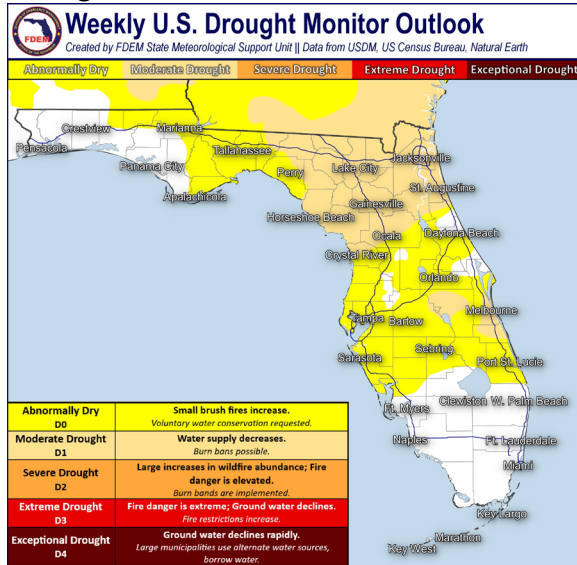 Weekly U.S. Drought Monitor Outlook
Created by FDEM State Meteorological Support Unit || Data from USDM, US Census Bureau, Natural Earth
FDEM
Abnormally Dry Moderate Drought Severe Drought Extreme Drought Exceptional Drought
Crestview
Marianna
Pensacola
Tallahassee
Panama City
Perry
Lake City
Jacksonville
Apalachicola
St. Augustine
Gainesville
Horseshoe Beach
Ocala
Daytona Beach
Crystal River
Orlando
Tampa
Bartow
Melbourne
Sebring
Sarasota
Port St. Lucie
Clewiston
W. Palm Beach
Ft. Myers
Naples
Ft. Lauderdale
Miami
Key Largo
Marathon
Key West
Abnormally Dry
D0
Small brush fires increase.
Voluntary water conservation requested.
Moderate Drought
D1
Water supply decreases.
Burn bans possible.
Severe Drought
D2
Large increases in wildfire abundance; Fire
danger is elevated.
Burn bands are implemented.
Extreme Drought
D3
Fire danger is extreme; Ground water declines.
Fire restrictions increase.
Exceptional Drought
D4
Ground water declines rapidly.
Large municipalities use alternate water sources,
borrow water.